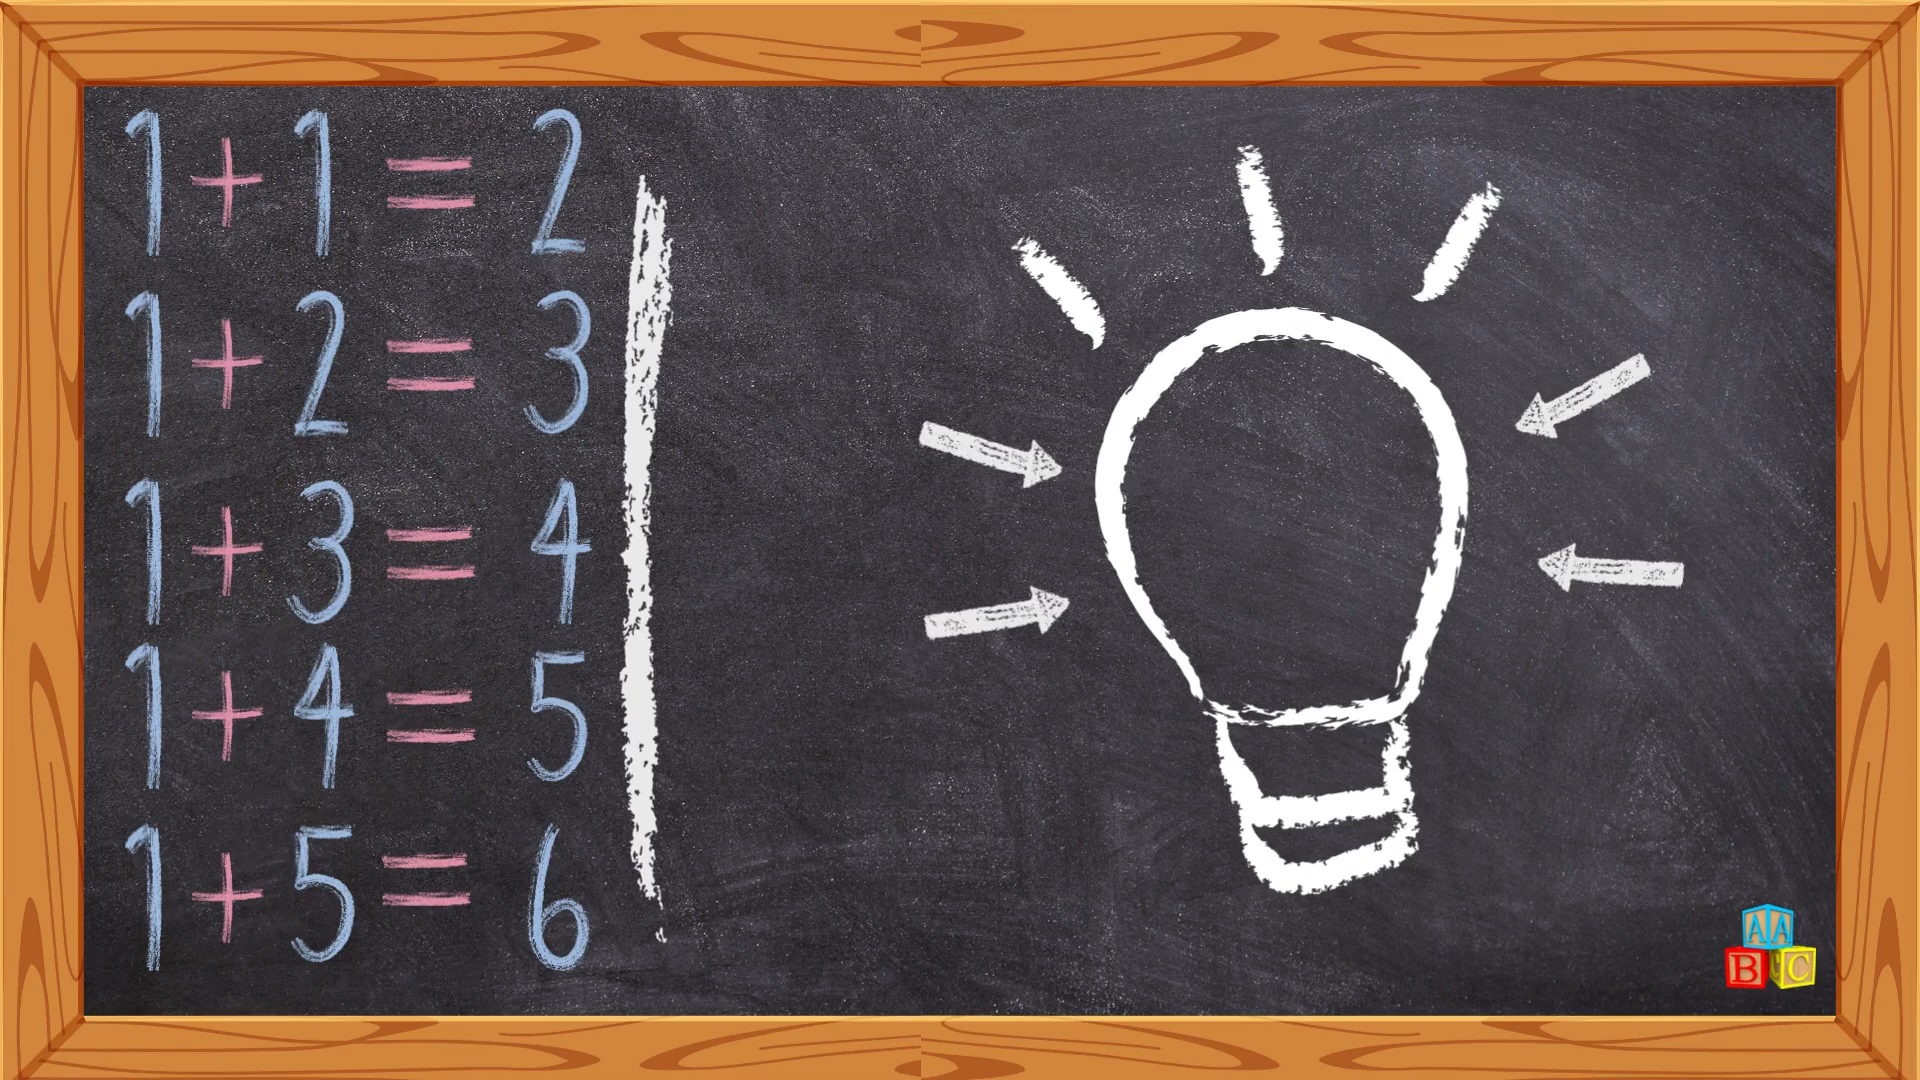 1 + 1 = 2
1 + 2 = 3
1 + 3 = 4
1 + 4 = 5
1 + 5 = 6
A A
B C